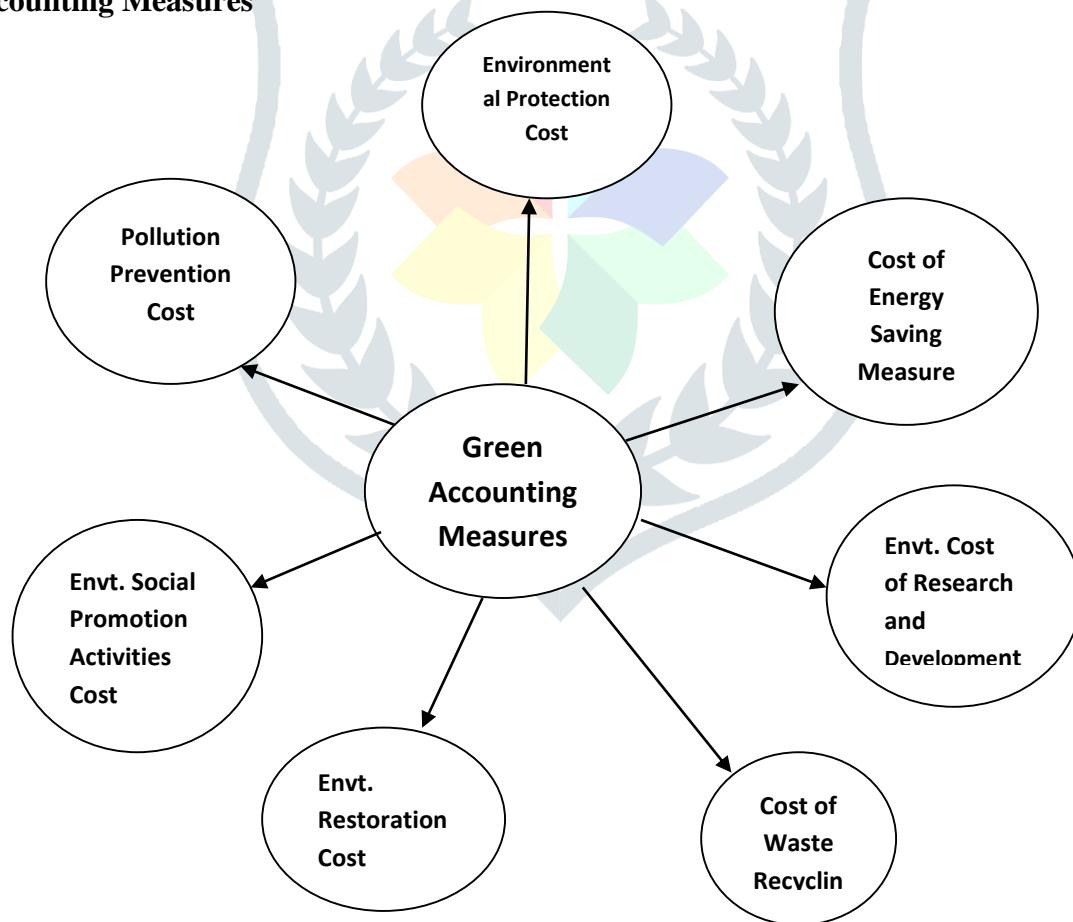 counting Measures
Environment
al Protection
Cost
Pollution
Prevention
Cost
Cost of
Energy
Saving
Measure
Green
Accounting
Measures
Envt. Cost
of Research
and
Development
Envt. Social
Promotion
Activities
Cost
Envt.
Restoration
Cost
Cost of
Waste
Recyclin